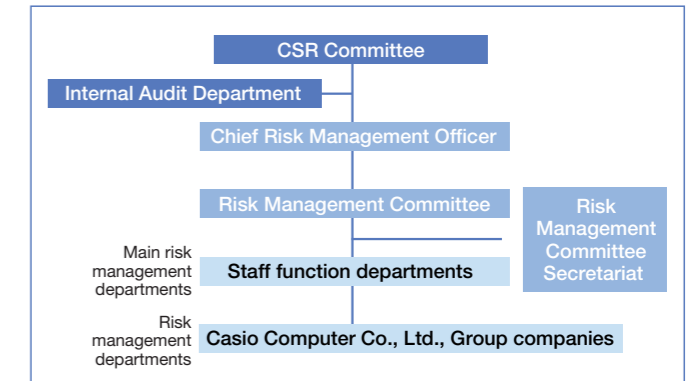 CSR Committee
Internal Audit Department
Chief Risk Management Officer
Risk Management Committee
Risk
Management
Committee
Secretariat
Main risk
management
departments
Staff function departments
Risk
management
departments
Casio Computer Co., Ltd., Group companies